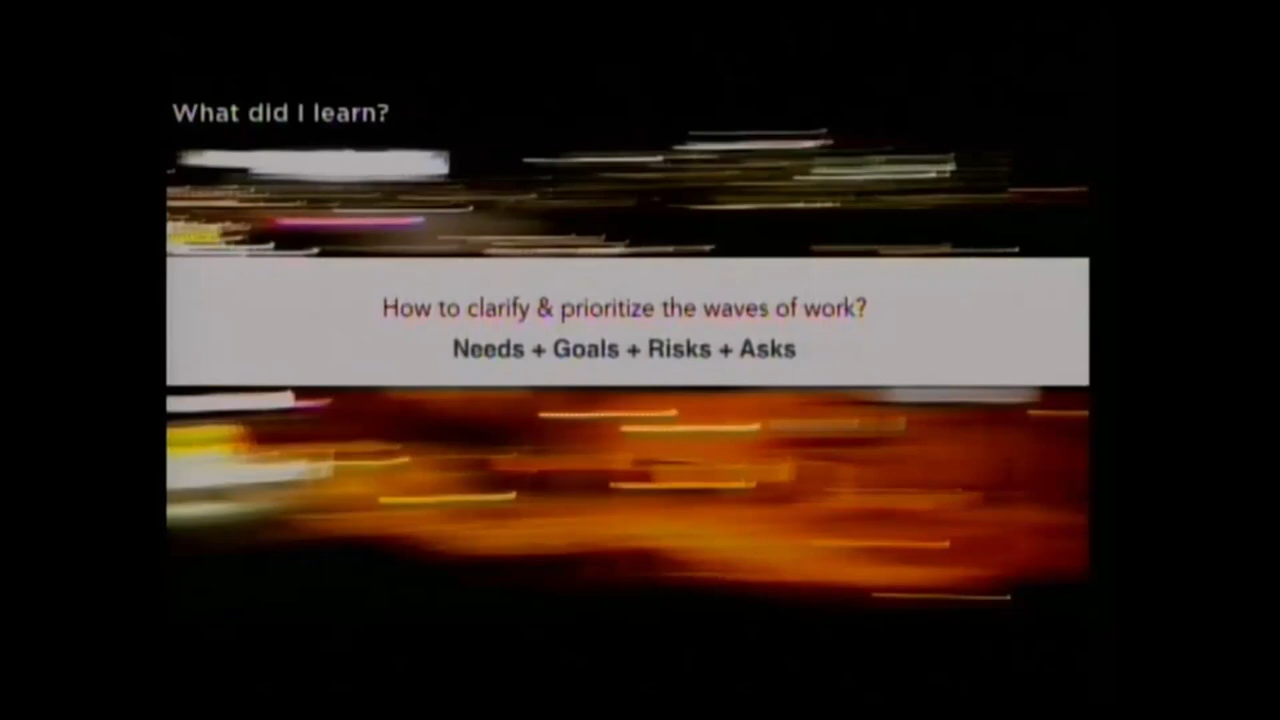 What did I learn?
How to clarify & prioritize the waves of work?
Needs + Goals + Risks + Asks